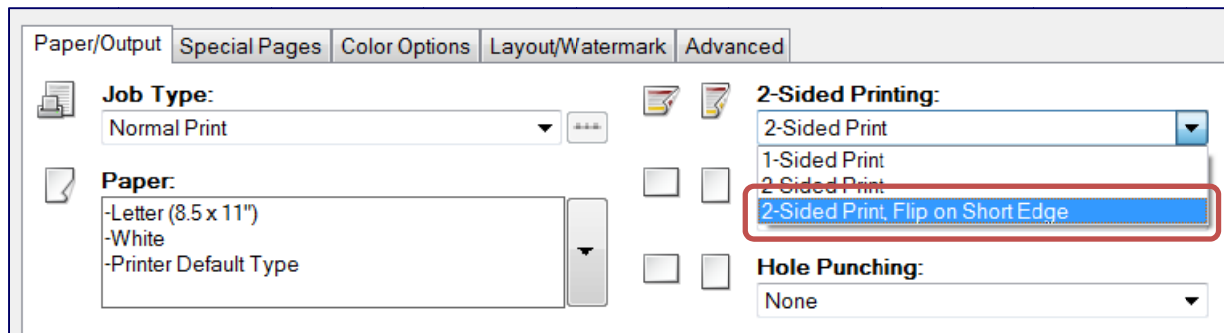 Paper/Output Special Pages Color Options Layout/Watermark Advanced
Job Type:
Normal Print
Paper:
-Letter (8.5 x 11")
-White
-Printer Default Type
2-Sided Printing:
2-Sided Print
1-Sided Print
2-Sided Print
2-Sided Print, Flip on Short Edge
Hole Punching:
None